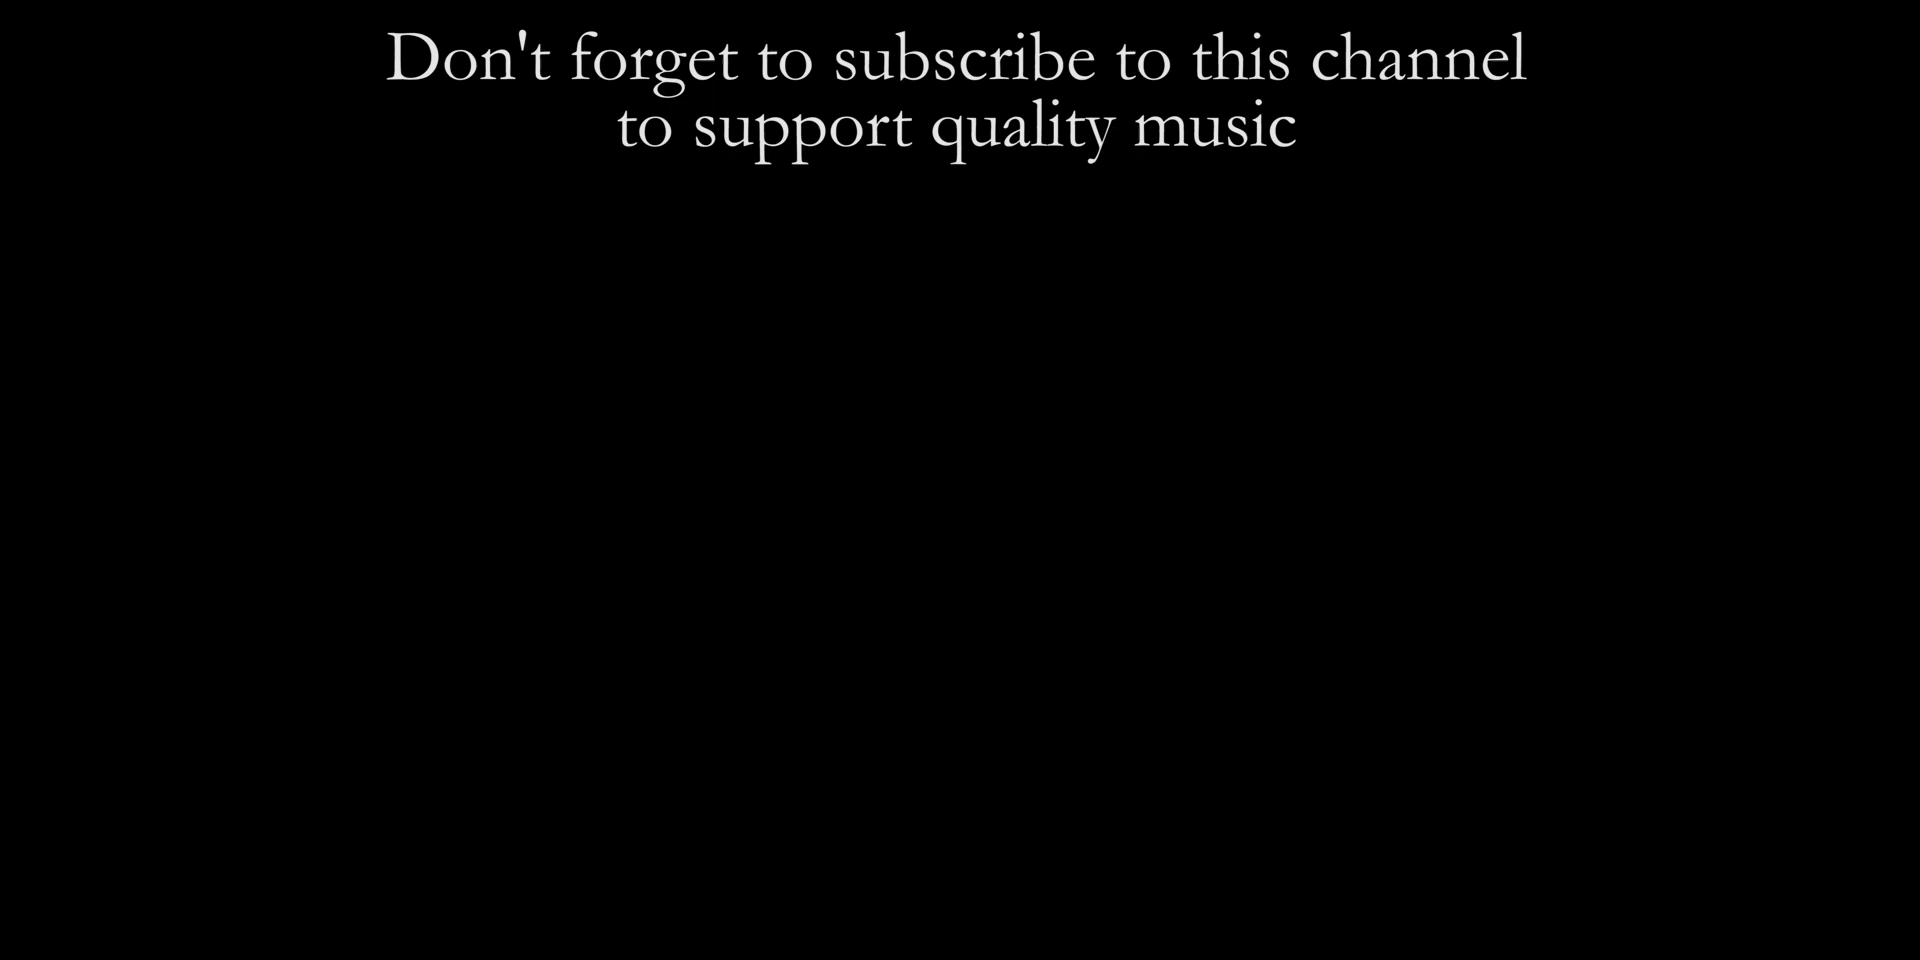 Don't forget to subscribe to this channel
to support quality music